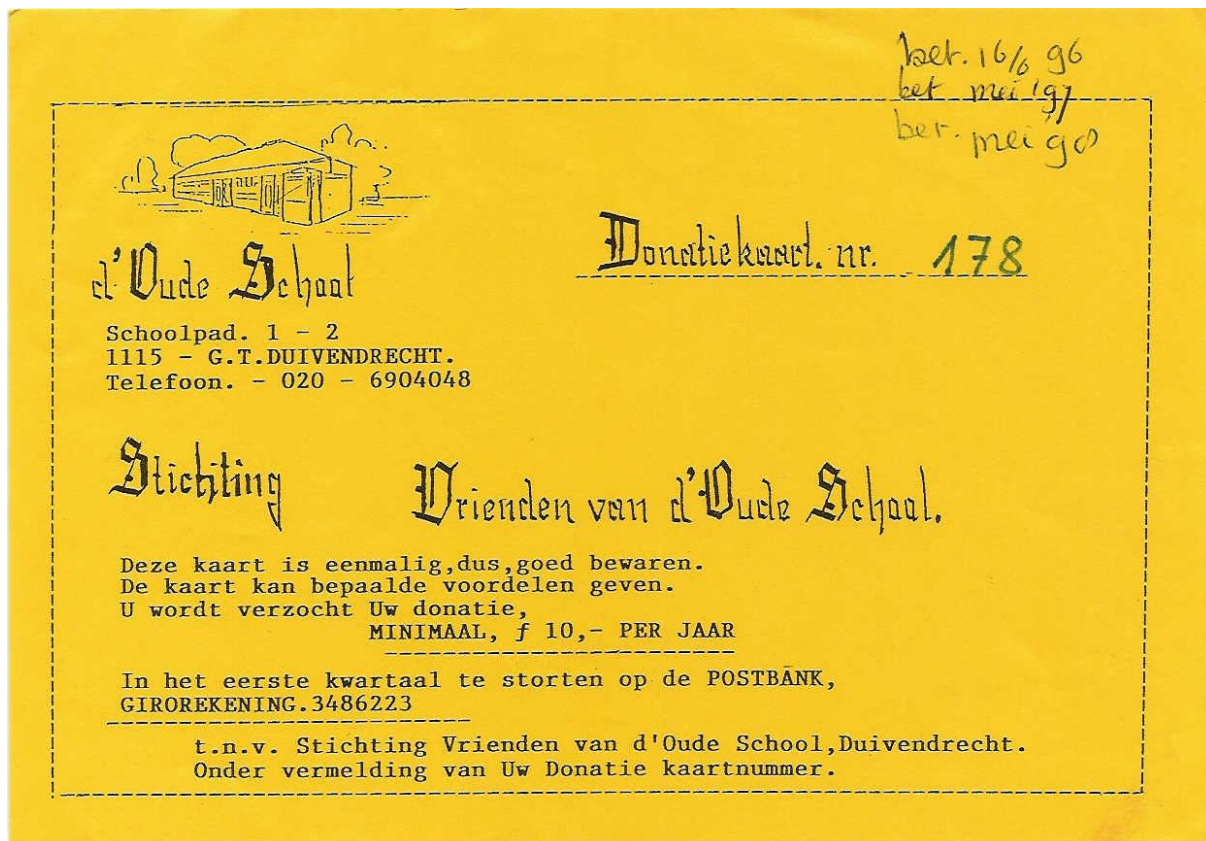 bet. 16/6 96
bet mei '97
bet. mei 98
Donatiekaart. nr. 178
d'Oude School
Schoolpad. 1 - 2
1115 - G.T.DUIVENDRECHT.
Telefoon. - 020 - 6904048
Stichting Vrienden van d'Oude School.
Deze kaart is eenmalig,dus,goed bewaren.
De kaart kan bepaalde voordelen geven.
U wordt verzocht Uw donatie,
MINIMAAL, ƒ 10,- PER JAAR
In het eerste kwartaal te storten op de POSTBANK,
GIROREKENING.3486223
t.n.v. Stichting Vrienden van d'Oude School,Duivendrecht.
Onder vermelding van Uw Donatie kaartnummer.